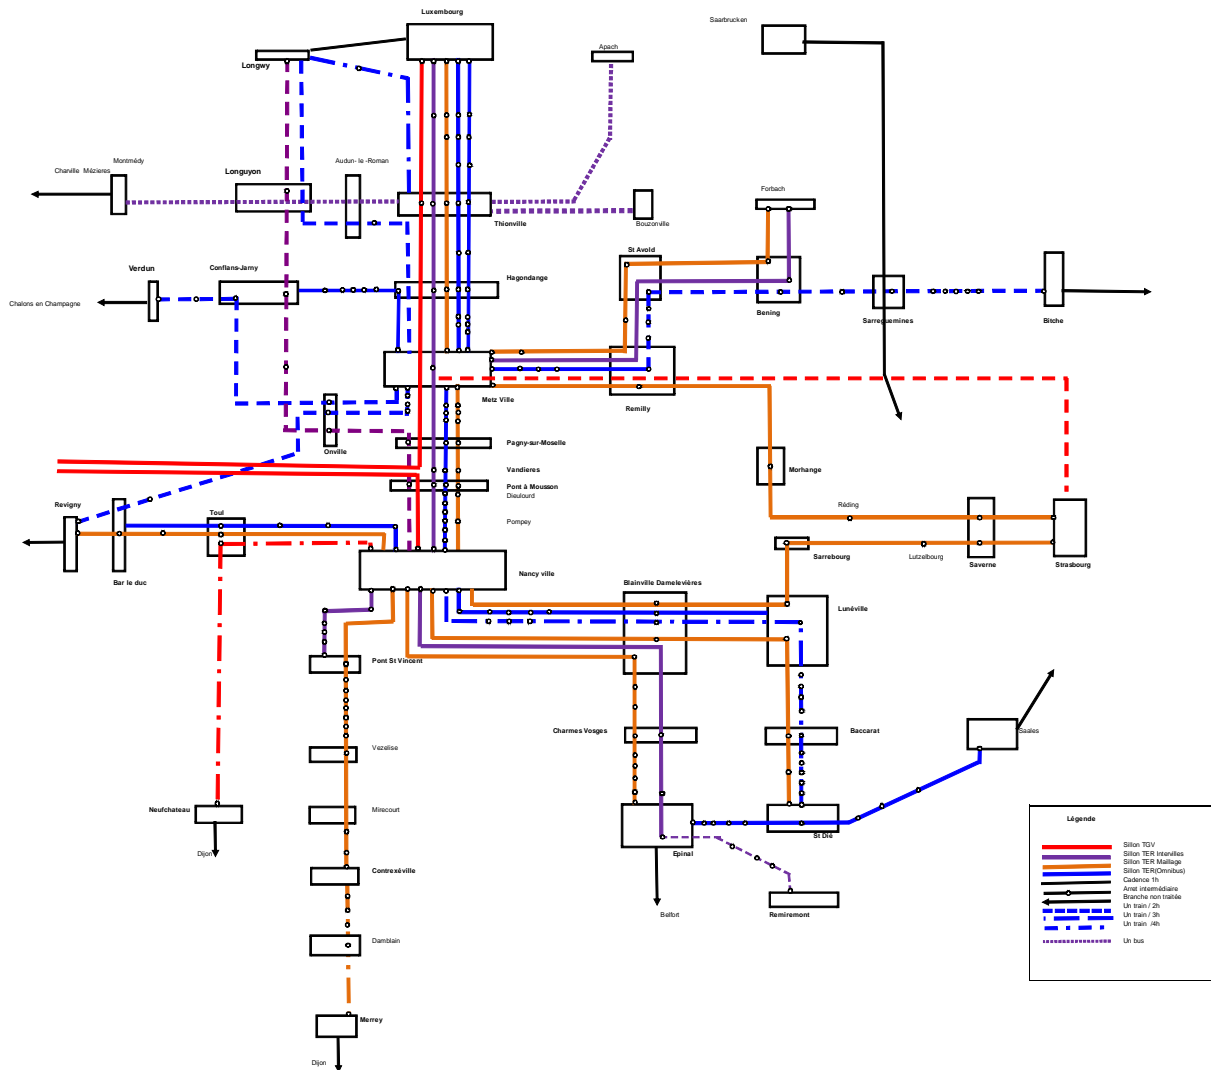 Luxembourg
Saarbrucken
Apach
Longwy
Montmédy
Charville Mézieres
Longuyon
Audun- le -Roman
Thionville
Bouzonville
Forbach
St Avold
Verdun
Conflans-Jarny
Hagondange
Chalons en Champagne
Bening
Sarreguemines
Bitche
Metz Ville
Remilly
Pagny-sur-Moselle
Onville
Vandieres
Morhange
Pont à Mousson
Dieulourd
Revigny
Toul
Pompey
Réding
Bar le duc
Nancy ville
Sarrebourg
Lutzelbourg
Saverne
Strasbourg
Blainville Damelevières
Lunéville
Pont St Vincent
Charmes Vosges
Baccarat
Saales
Vezelise
Neufchateau
Mirecourt
St Dié
Dijon
Epinal
Contrexéville
Belfort
Remiremont
Damblain
Merrey
Dijon
Légende
Sillon TGV
Sillon TER Intervilles
Sillon TER Maillage
Sillon TER(Omnibus)
Cadence 1h
Arret intermédiaire
Branche non traitée
Un train / 2h
Un train / 3h
Un train /4h
Un bus